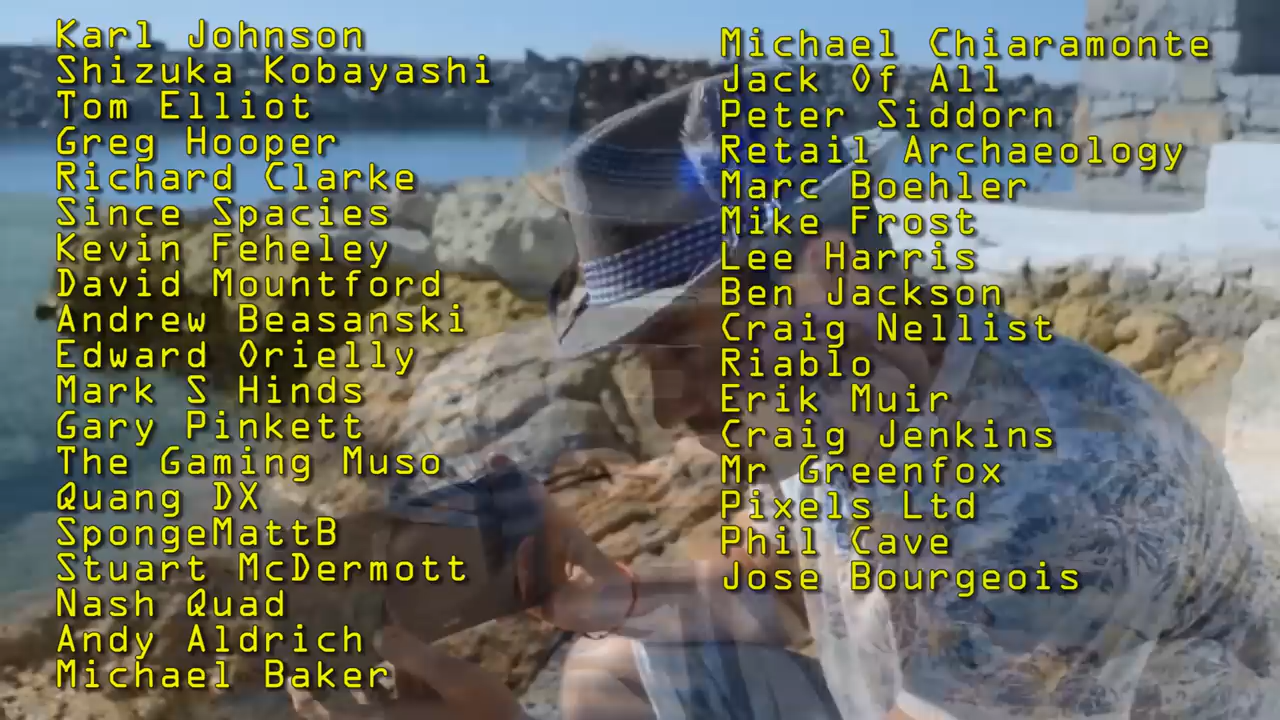 Karl Johnson
Shizuka Kobayashi
Tom Elliot
Greg Hooper
Richard Clarke
Since Spacies
Kevin Feheley
David Mountford
Andrew Beasanski
Edward Orielly
Mark S Hinds
Gary Pinkett
The Gaming Muso
Quang DX
SpongeMattB
Stuart McDermott
Nash Quad
Andy Aldrich
Michael Baker
Michael Chiaramonte
Jack Of All
Peter Siddorn
Retail Archaeology
Marc Boehler
Mike Frost
Lee Harris
Ben Jackson
Craig Nellist
Riablo
Erik Muir
Craig Jenkins
Mr Greenfox
Pixels Ltd
Phil Cave
Jose Bourgeois